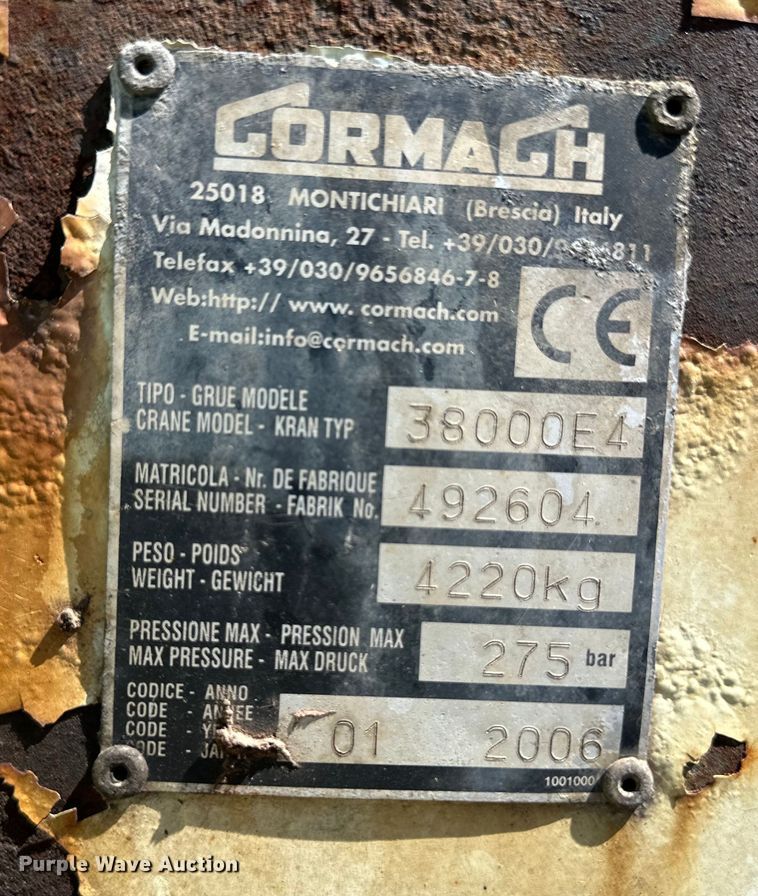 CORMACH
25018 MONTICHIARI (Brescia) Italy
Via Madonnina, 27 - Tel.
Telefax +39/030/9656846-7-8
Web:http:// www. cormach.com
E-mail:info@cormach.com
CE
TIPO - GRUE MODELE
CRANE MODEL - KRAN TYP
38000E4
MATRICOLA - Nr. DE FABRIQUE
SERIAL NUMBER - FABRIK No.
492604
PESO - POIDS
WEIGHT - GEWICHT
4220kg
PRESSIONE MAX - PRESSION MAX
MAX PRESSURE - MAX DRUCK
275 bar
CODICE - ANNO
CODE -
CODE -
CODE -
01 2006
1001000
Purple Wave Auction